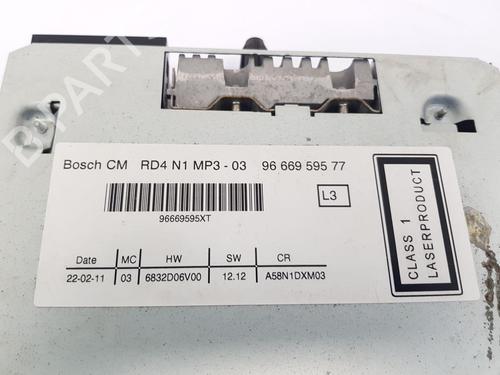 B-PARTS
Bosch CM RD4 N1 MP3 - 03 96 669 595 77
L3
96669595XT
Date MC HW SW CR
22-02-11 03 6832D06V00 12.12 A58N1DXM03
CLASS 1
LASERPRODUCT